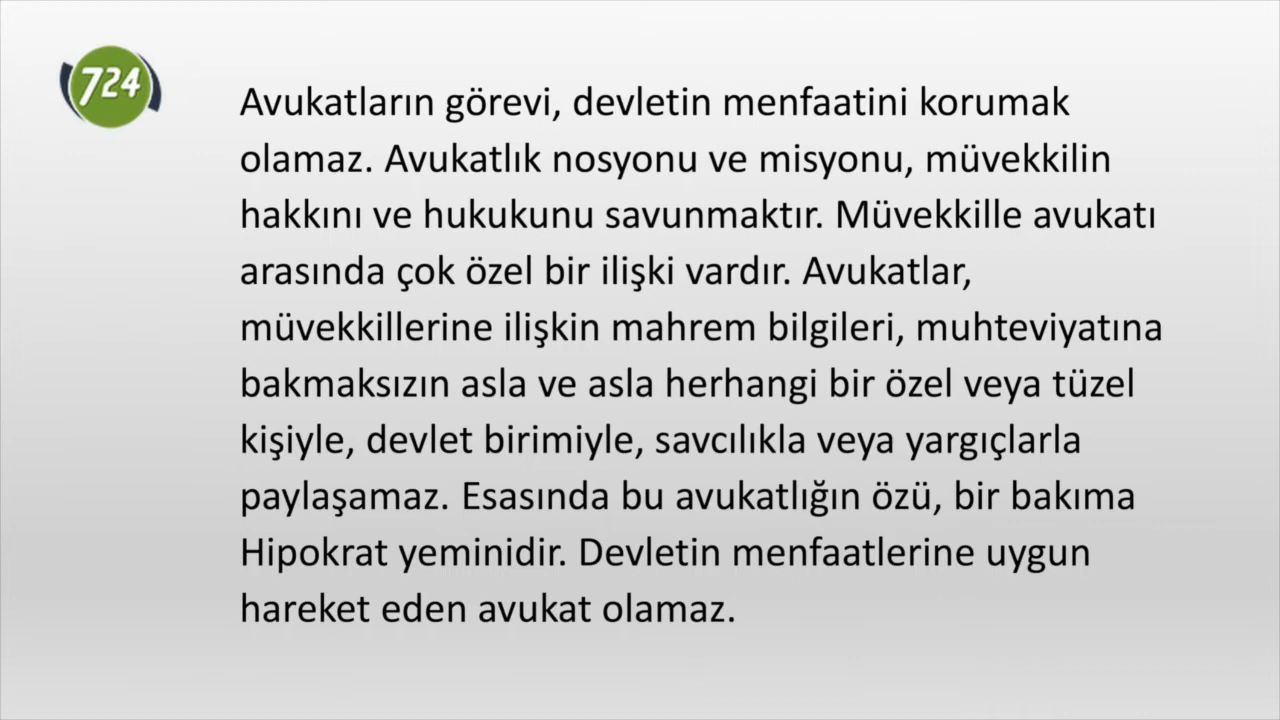 724
Avukatların görevi, devletin menfaatini korumak
olamaz. Avukatlık nosyonu ve misyonu, müvekkilin
hakkını ve hukukunu savunmaktır. Müvekkille avukatı
arasında çok özel bir ilişki vardır. Avukatlar,
müvekkillerine ilişkin mahrem bilgileri, muhteviyatına
bakmaksızın asla ve asla herhangi bir özel veya tüzel
kişiyle, devlet birimiyle, savcılıkla veya yargıçlarla
paylaşamaz. Esasında bu avukatlığın özü, bir bakıma
Hipokrat yeminidir. Devletin menfaatlerine uygun
hareket eden avukat olamaz.